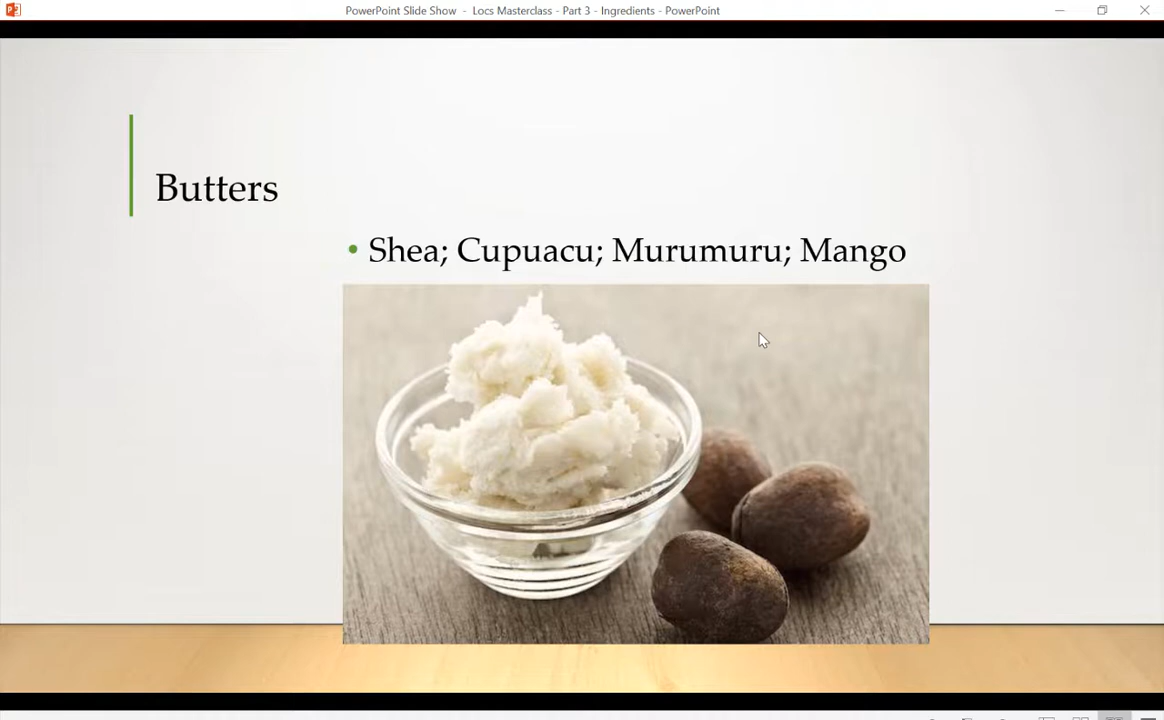 PowerPoint Slide Show - Locs Masterclass - Part 3 - Ingredients - PowerPoint
Butters
• Shea; Cupuacu; Murumuru; Mango